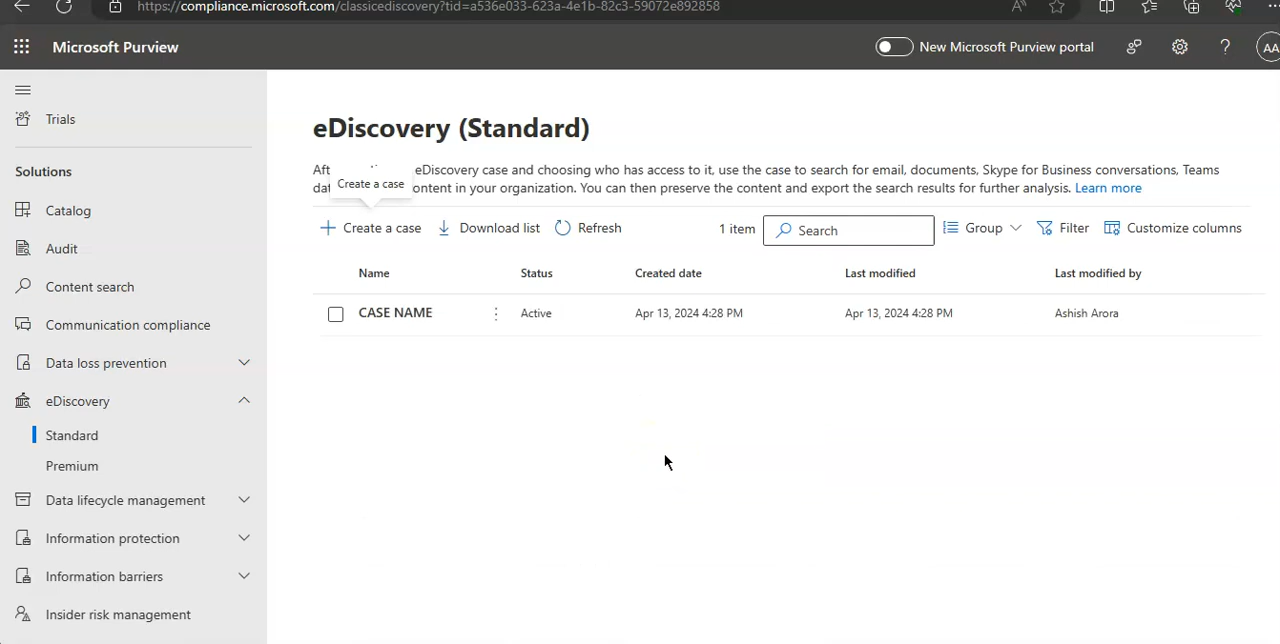 https://compliance.microsoft.com/classicediscovery?tid=a536e033-623a-4e1b-82c3-59072e892858
Microsoft Purview
New Microsoft Purview portal
?
AA
Trials
Solutions
Catalog
Audit
Content search
Communication compliance
Data loss prevention
eDiscovery
Standard
Premium
Data lifecycle management
Information protection
Information barriers
Insider risk management
eDiscovery (Standard)
eDiscovery case and choosing who has access to it, use the case to search for email, documents, Skype for Business conversations, Teams
content in your organization. You can then preserve the content and export the search results for further analysis. Learn more
Create a case
Create a case
Download list
Refresh
1 item
Search
Group
Filter
Customize columns
Name Status Created date Last modified Last modified by
CASE NAME Active Apr 13, 2024 4:28 PM Apr 13, 2024 4:28 PM Ashish Arora